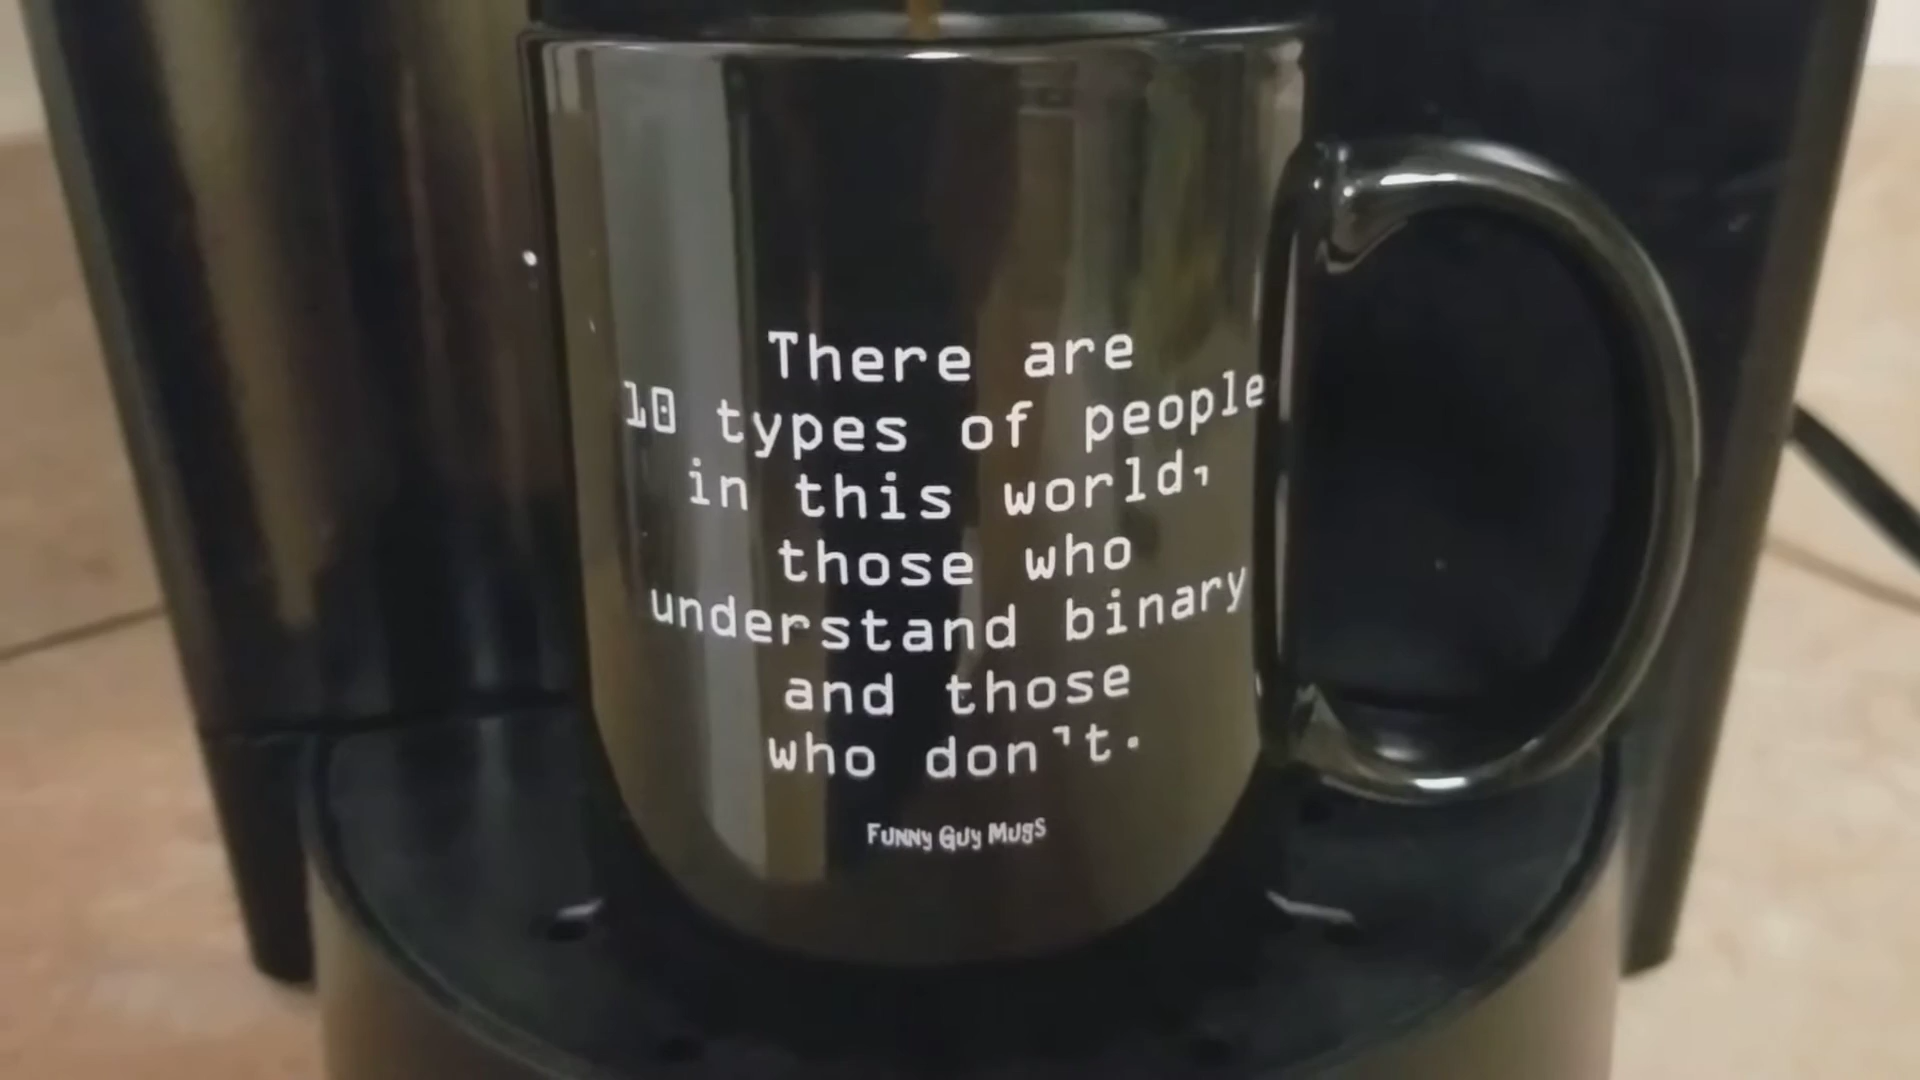 There are
10 types of people
in this world,
those who
understand binary
and those
who don't.
Funny Guy Mugs